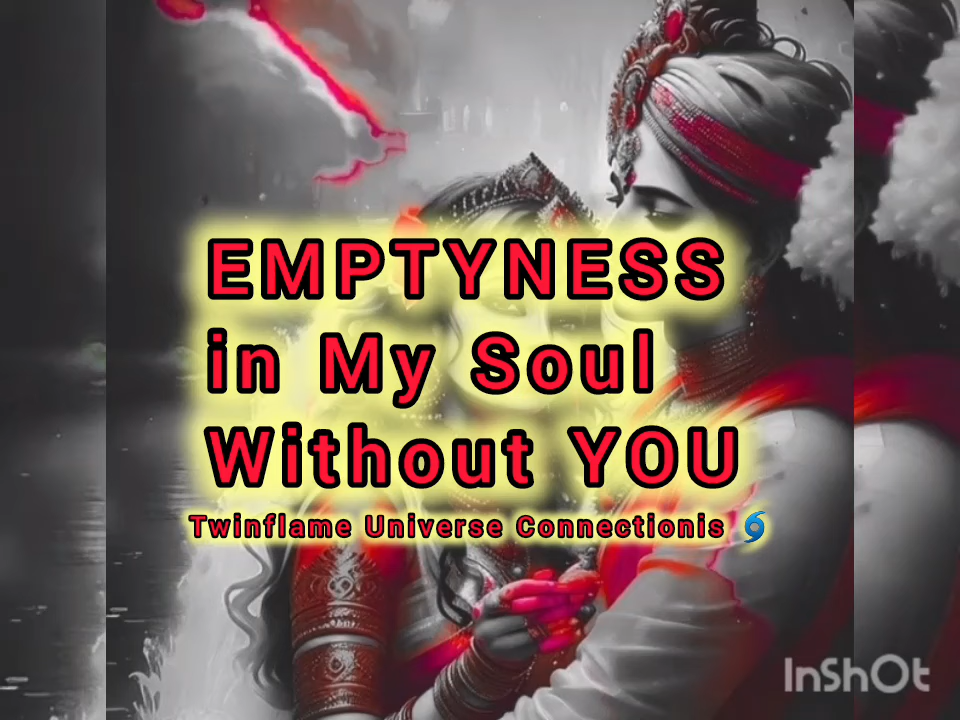 EMPTYNESS
in My Soul
Without YOU
Twinflame Universe Connectionis 🌀
InShOt